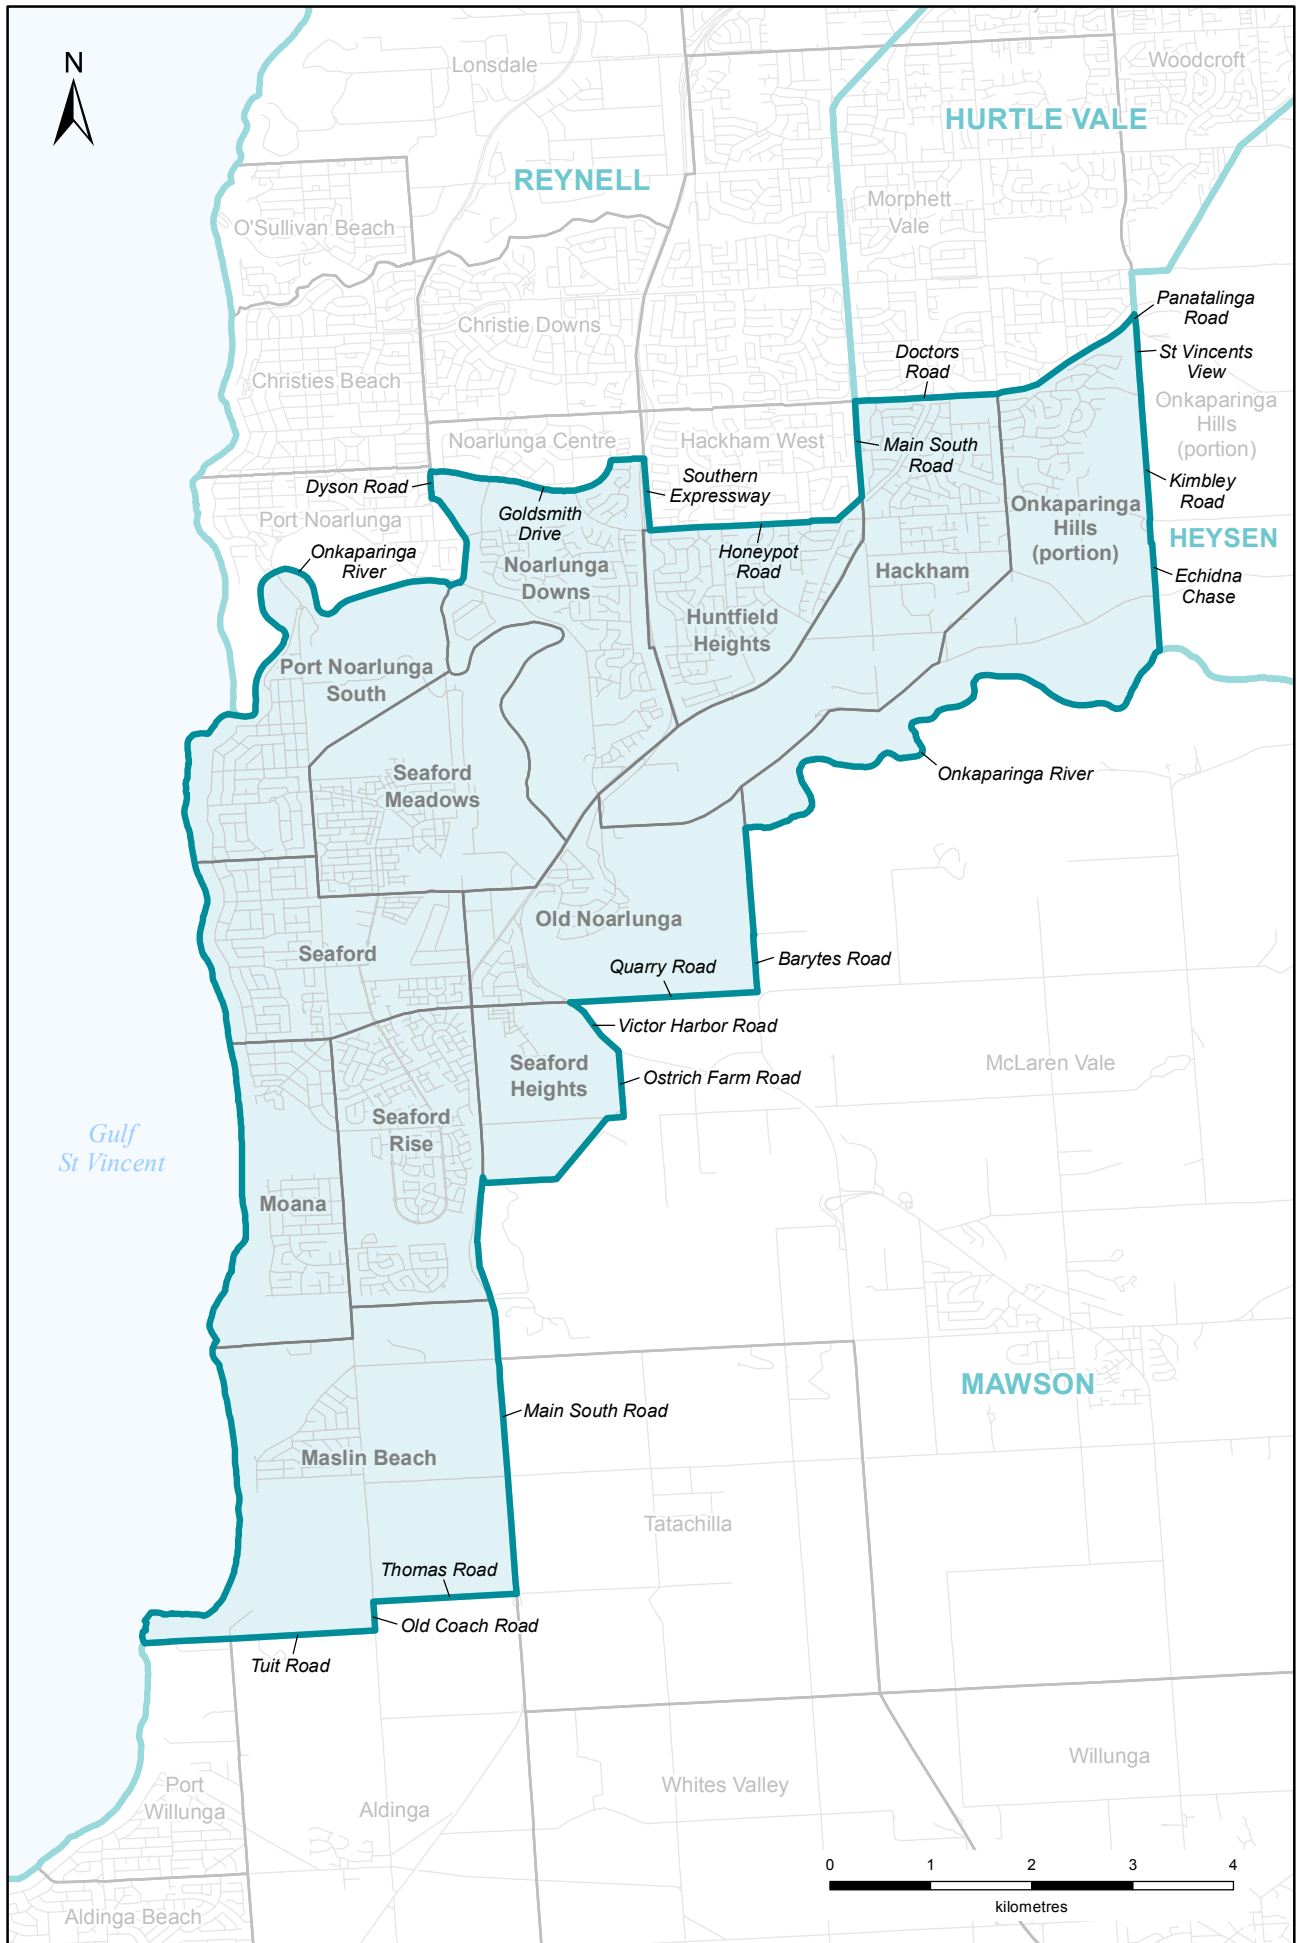 N
Lonsdale
Woodcroft
HURTLE VALE
REYNELL
Morphett
Vale
O'Sullivan Beach
Panatalinga
Road
Christie Downs
Doctors
Road
St Vincents
View
Christies Beach
Onkaparinga
Hills
(portion)
Noarlunga Centre
Hackham West
Main South
Road
Dyson Road
Southern
Expressway
Kimbley
Road
Port Noarlunga
Goldsmith
Drive
Onkaparinga
Hills
(portion)
HEYSEN
Onkaparinga
River
Honeypot
Road
Noarlunga
Downs
Hackham
Echidna
Chase
Huntfield
Heights
Port Noarlunga
South
Seaford
Meadows
Onkaparinga River
Old Noarlunga
Seaford
Quarry Road
Barytes Road
Victor Harbor Road
Seaford
Heights
McLaren Vale
Ostrich Farm Road
Gulf
St Vincent
Seaford
Rise
Moana
MAWSON
Main South Road
Maslin Beach
Tatachilla
Thomas Road
Old Coach Road
Tuit Road
Willunga
Port
Willunga
Aldinga
Whites Valley
0 1 2 3 4
kilometres
Aldinga Beach